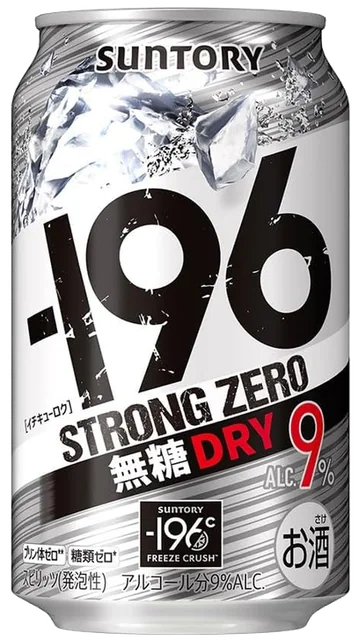 SUNTORY
-196
[イチキューロク]
STRONG ZERO
無糖 DRY
ALC. 9%
SUNTORY
-196℃
FREEZE CRUSH™
プリン体ゼロ** 糖類ゼロ*
さけ
お酒
スピリッツ(発泡性) アルコール分9%ALC.